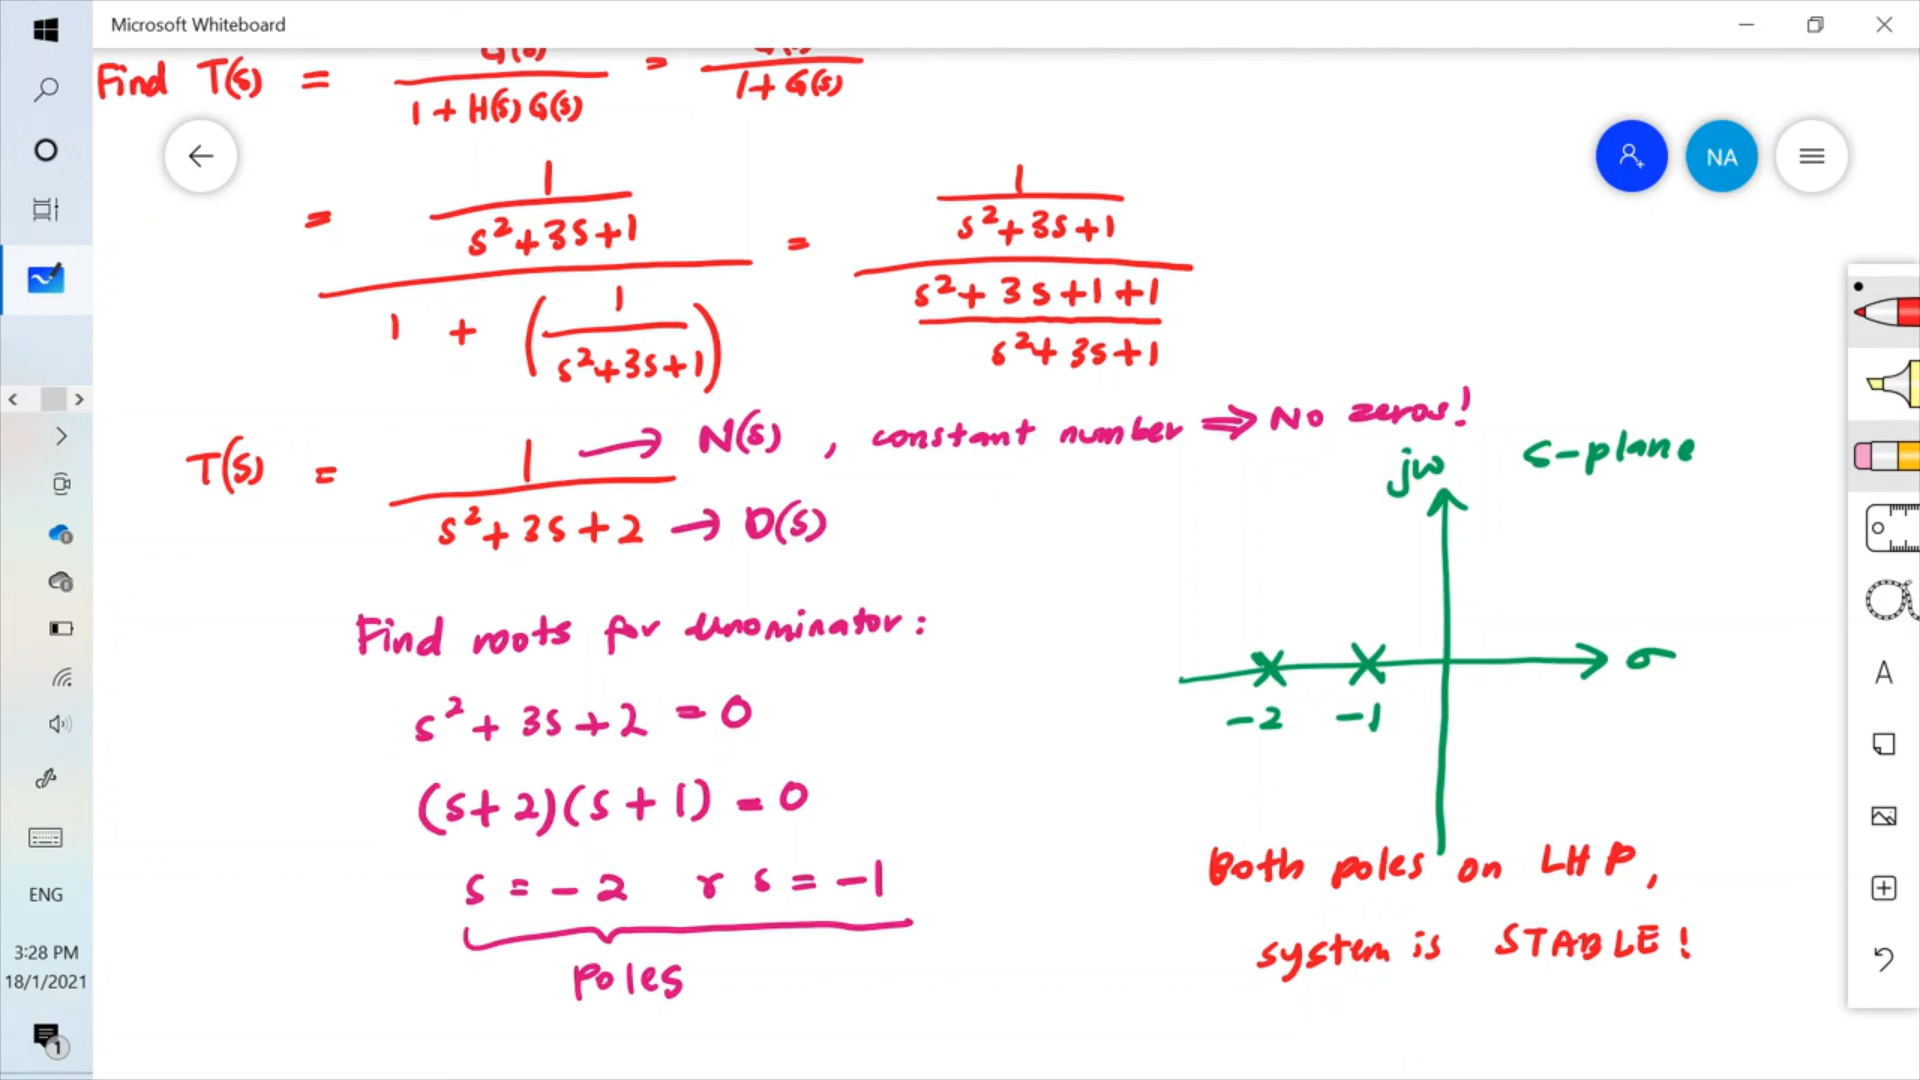 Microsoft Whiteboard
Find T(s) = G(s) / 1 + H(s) G(s) = G(s) / 1 + G(s)
NA
= 1 / s²+3s+1 / 1 + (1 / s²+3s+1) = 1 / s²+3s+1 / s²+3s+1+1 / s²+3s+1
T(s) = 1 / s²+3s+2
→ N(s), constant number ⇒ No zeros!
→ D(s)
Find roots for denominator:
s² + 3s + 2 = 0
(s+2)(s+1) = 0
s = -2 r s = -1
Poles
jω
s-plane
σ
-2 -1
Both poles on LHP,
system is STABLE!
A
ENG
3:28 PM
18/1/2021
1